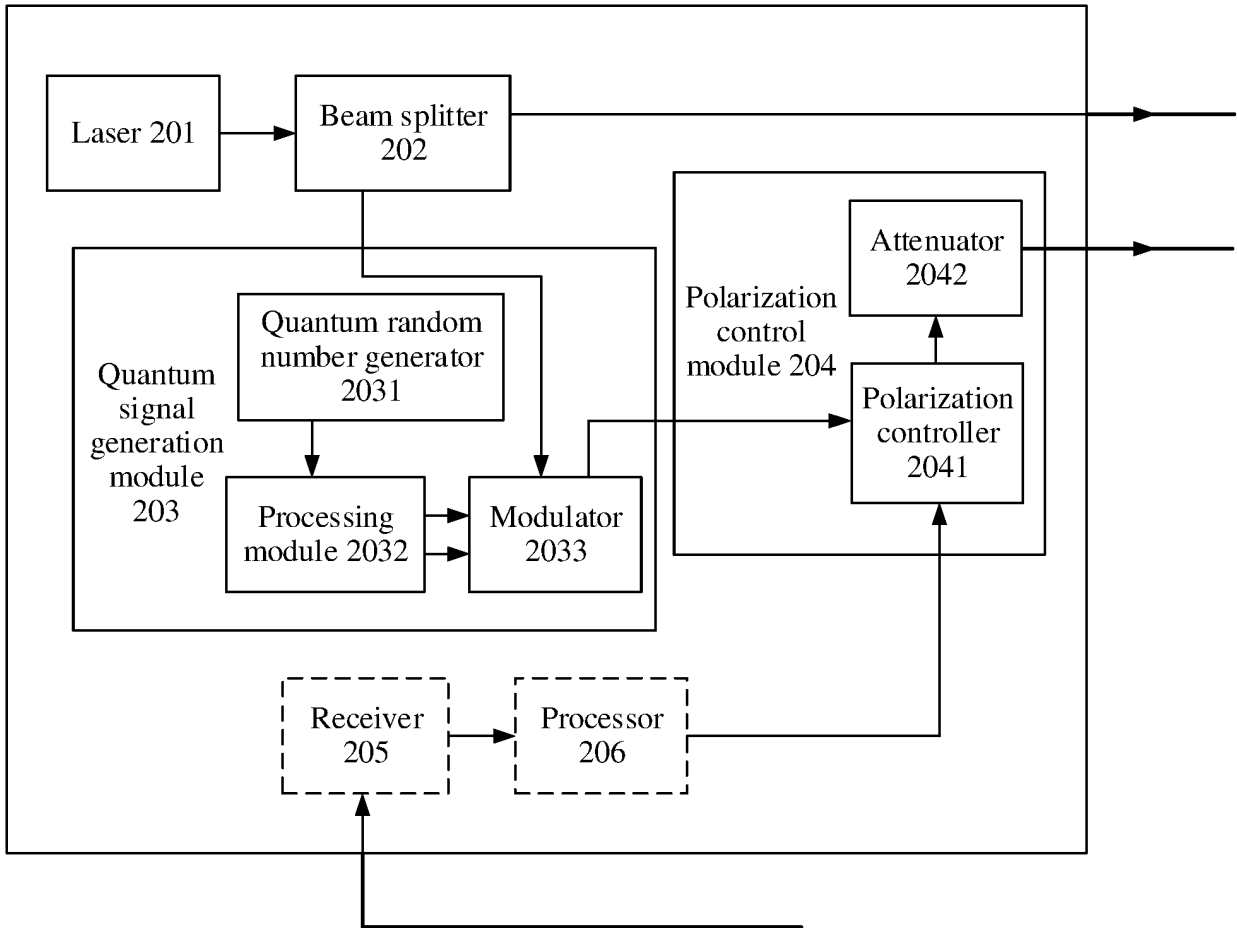 Laser 201
Beam splitter
202
Attenuator
2042
Polarization
control
module 204
Quantum random
number generator
2031
Quantum
signal
generation
module
203
Polarization
controller
2041
Processing
module 2032
Modulator
2033
Receiver
205
Processor
206